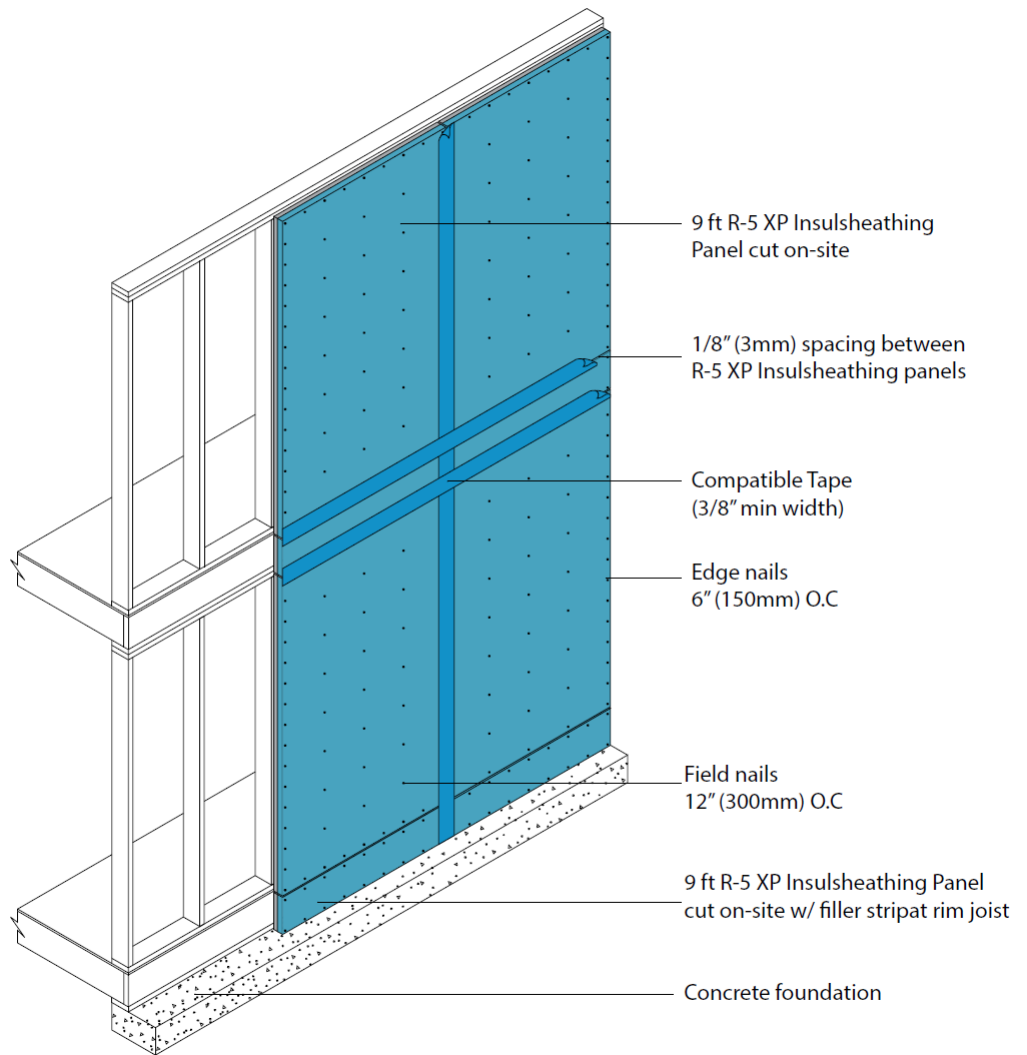 9 ft R-5 XP Insulsheathing
Panel cut on-site
1/8” (3mm) spacing between
R-5 XP Insulsheathing panels
Compatible Tape
(3/8” min width)
Edge nails
6” (150mm) O.C
Field nails
12” (300mm) O.C
9 ft R-5 XP Insulsheathing Panel
cut on-site w/ filler stripat rim joist
Concrete foundation